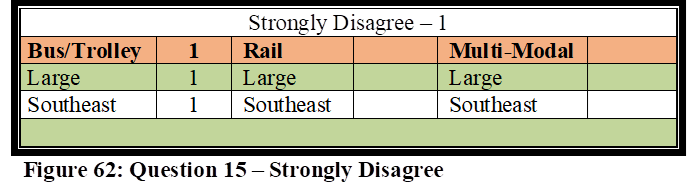 Strongly Disagree – 1
Bus/Trolley 1 Rail Multi-Modal
Large 1 Large Large
Southeast 1 Southeast Southeast
Figure 62: Question 15 – Strongly Disagree